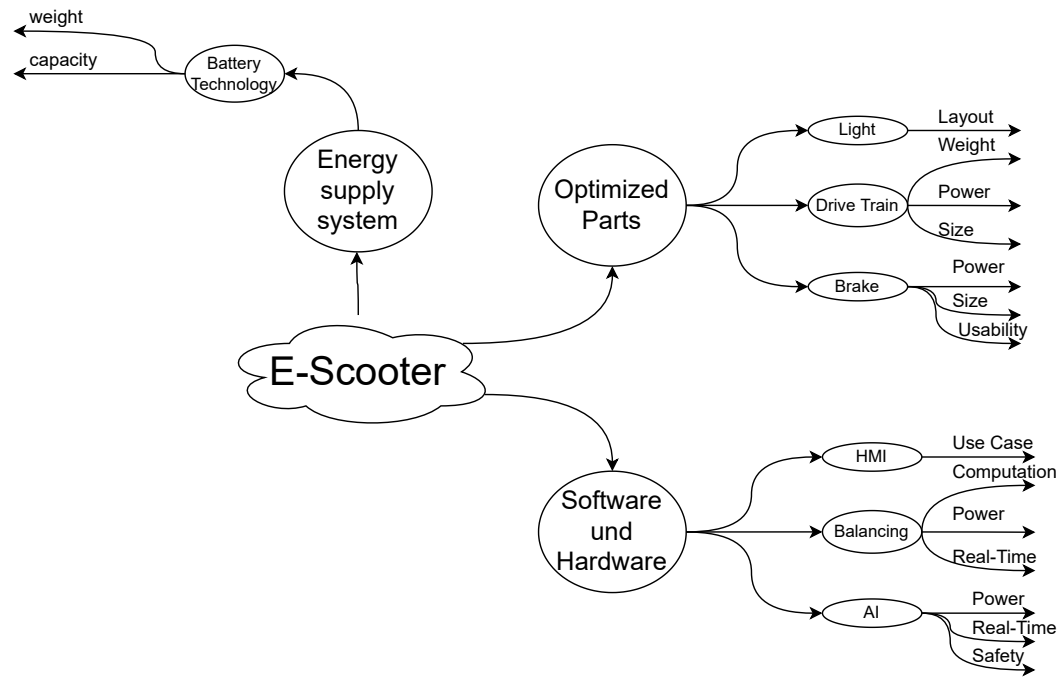 weight
capacity
Battery
Technology
Energy
supply
system
E-Scooter
Optimized
Parts
Light
Layout
Drive Train
Weight
Power
Size
Brake
Power
Size
Usability
Software
und
Hardware
HMI
Use Case
Balancing
Computation
Power
Real-Time
AI
Power
Real-Time
Safety